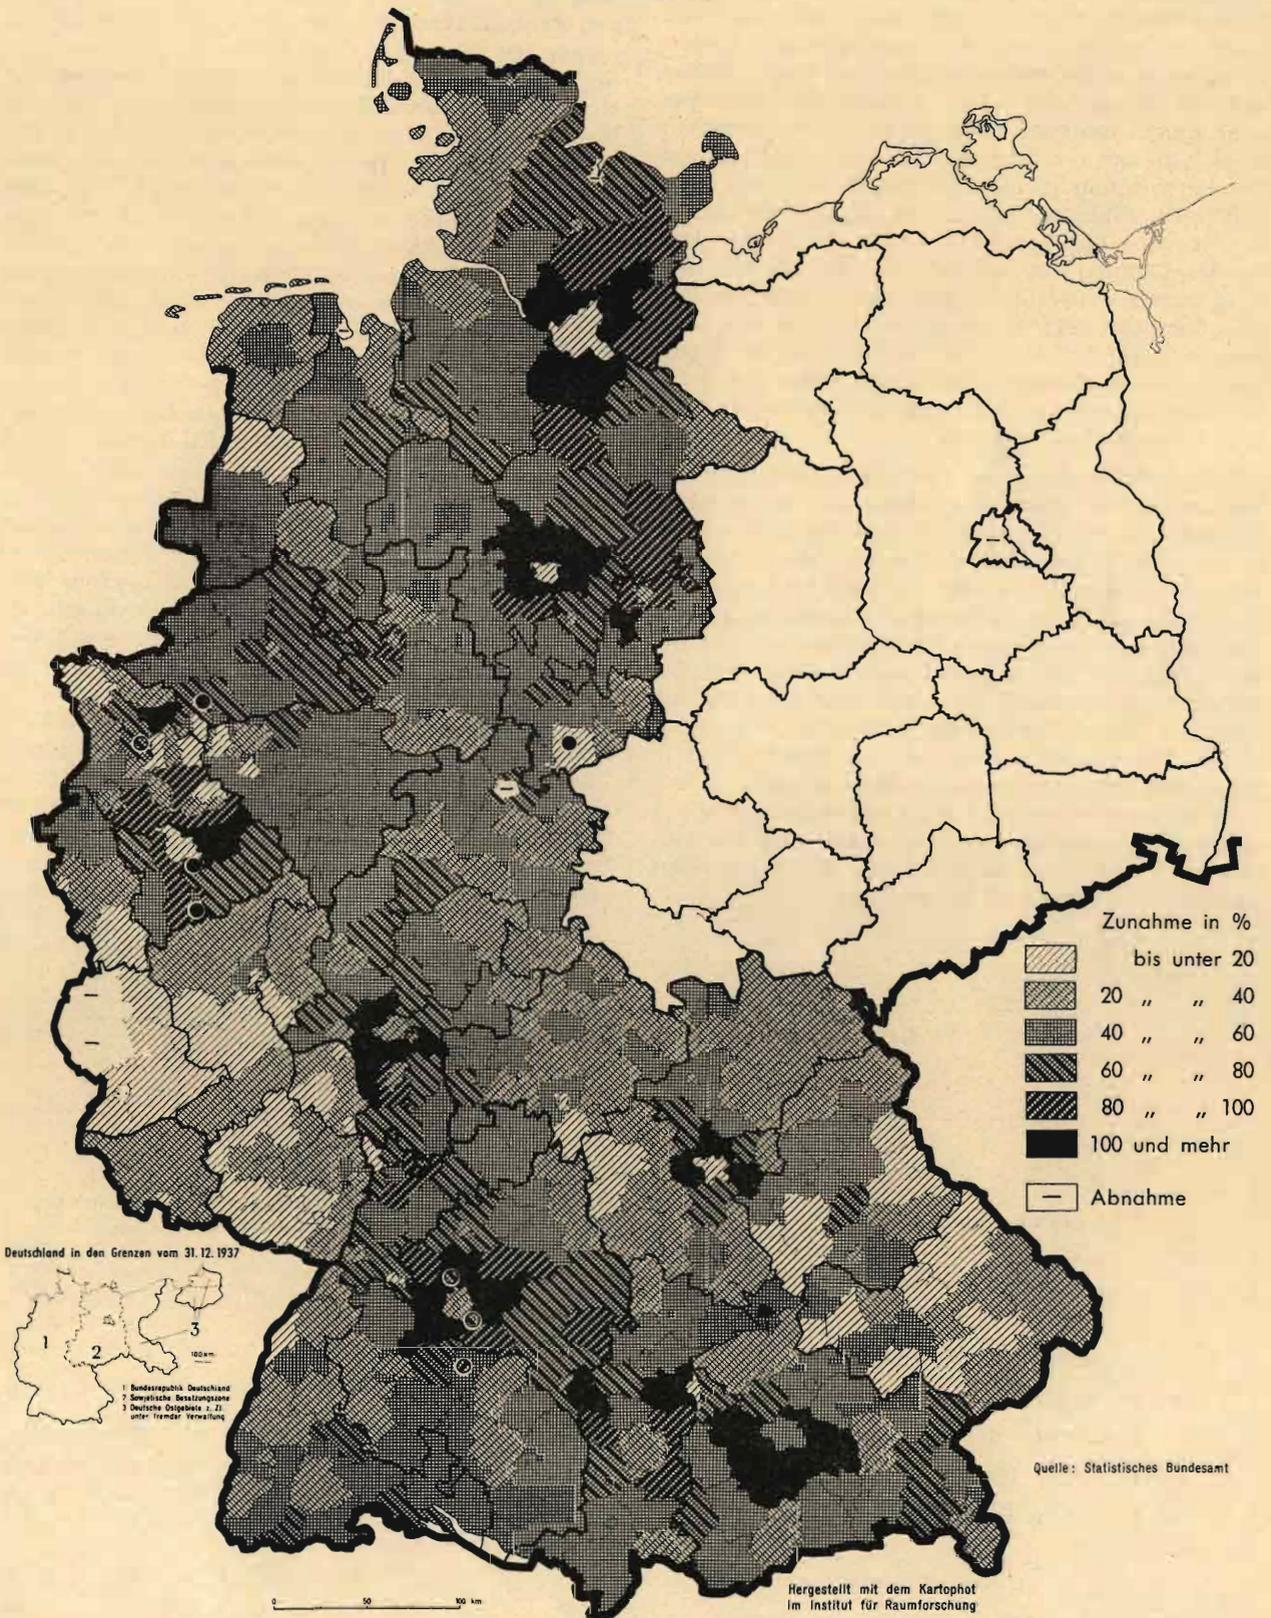 Zunahme in %
bis unter 20
20 „ „ 40
40 „ „ 60
60 „ „ 80
80 „ „ 100
100 und mehr
— Abnahme
Deutschland in den Grenzen vom 31.12.1937
1
2
3
100 km
1 Bundesrepublik Deutschland
2 Sowjetische Besatzungszone
3 Deutsche Ostgebiete z. Zt.
unter fremder Verwaltung
Quelle: Statistisches Bundesamt
0 50 100 km
Hergestellt mit dem Kartophot
im Institut für Raumforschung